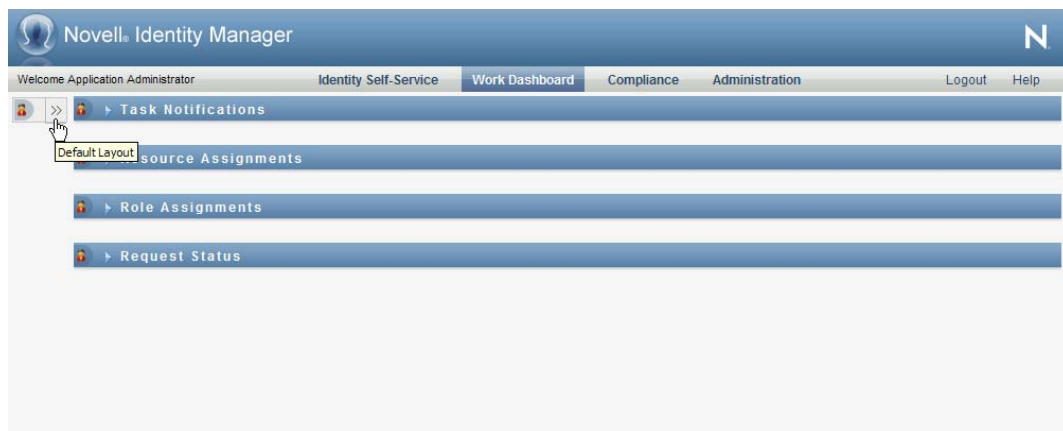 Novell® Identity Manager
N
Welcome Application Administrator Identity Self-Service Work Dashboard Compliance Administration Logout Help
Task Notifications
Default Layout
source Assignments
Role Assignments
Request Status